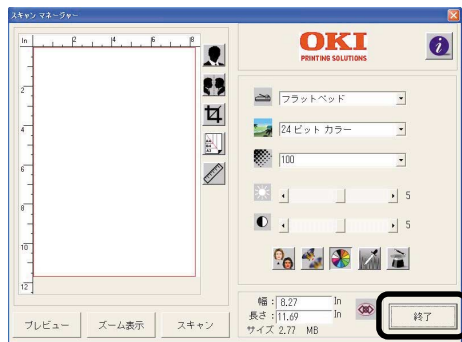 スキャン マネージャー
In
2
4
6
8
2
4
6
8
10
12
OKI
PRINTING SOLUTIONS
フラットベッド
24 ビット カラー
100
5
5
幅 : 8.27 In
長さ : 11.69 In
サイズ 2.77 MB
プレビュー
ズーム表示
スキャン
終了